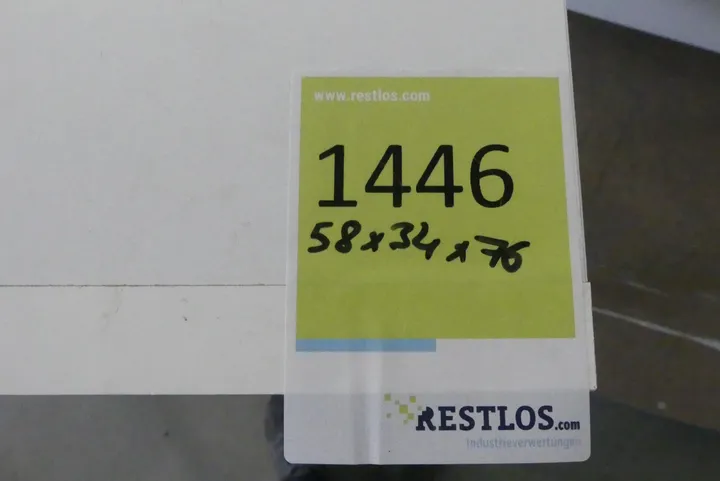 www.restlos.com
1446
58x34x76
RESTLOS.com
Industrieverwertungen